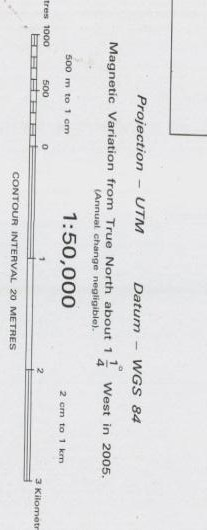 Projection – UTM Datum – WGS 84
Magnetic Variation from True North about 1 1/4° West in 2005.
(Annual change negligible).
500 m to 1 cm 1:50,000 2 cm to 1 km
tres 1000 500 0 1 2 3 Kilometr
CONTOUR INTERVAL 20 METRES